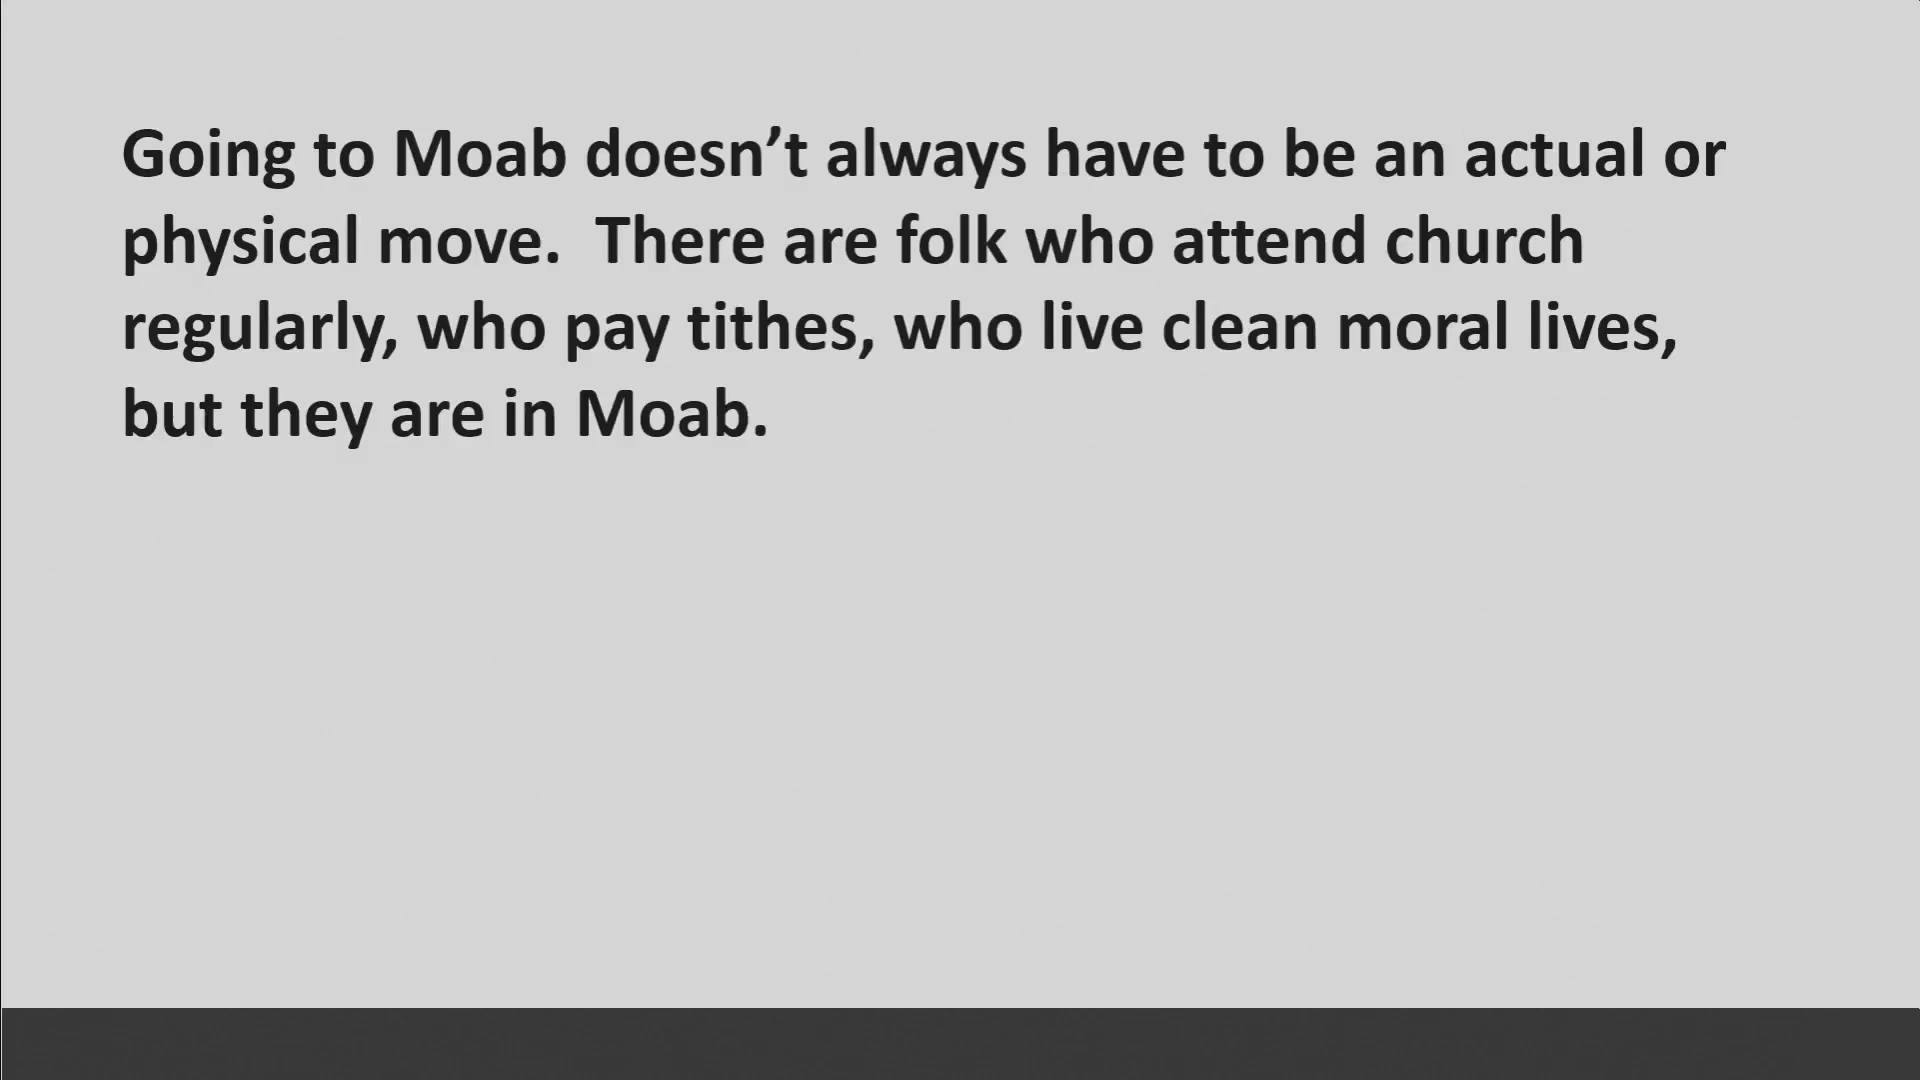 Going to Moab doesn’t always have to be an actual or
physical move.  There are folk who attend church
regularly, who pay tithes, who live clean moral lives,
but they are in Moab.